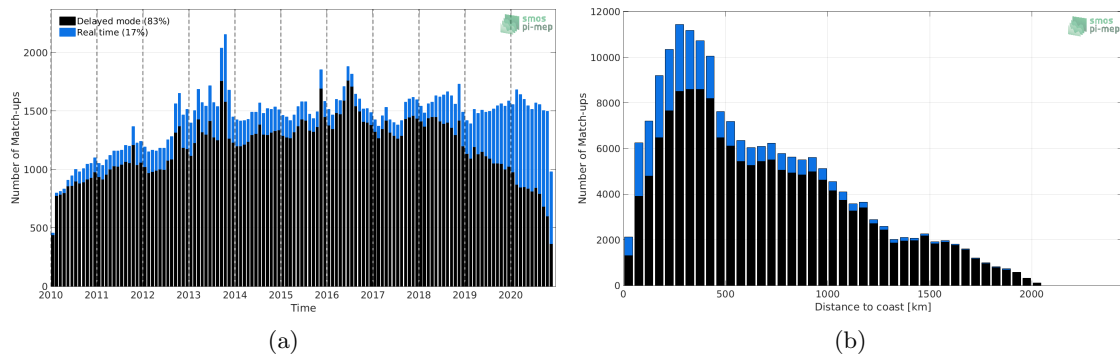 Delayed mode (83%)
Real time (17%)
smos
pi-mep
2000
1500
1000
500
0
Number of Match-ups
2010 2011 2012 2013 2014 2015 2016 2017 2018 2019 2020
Time
(a)
smos
pi-mep
12000
10000
8000
6000
4000
2000
0
Number of Match-ups
0 500 1000 1500 2000
Distance to coast [km]
(b)